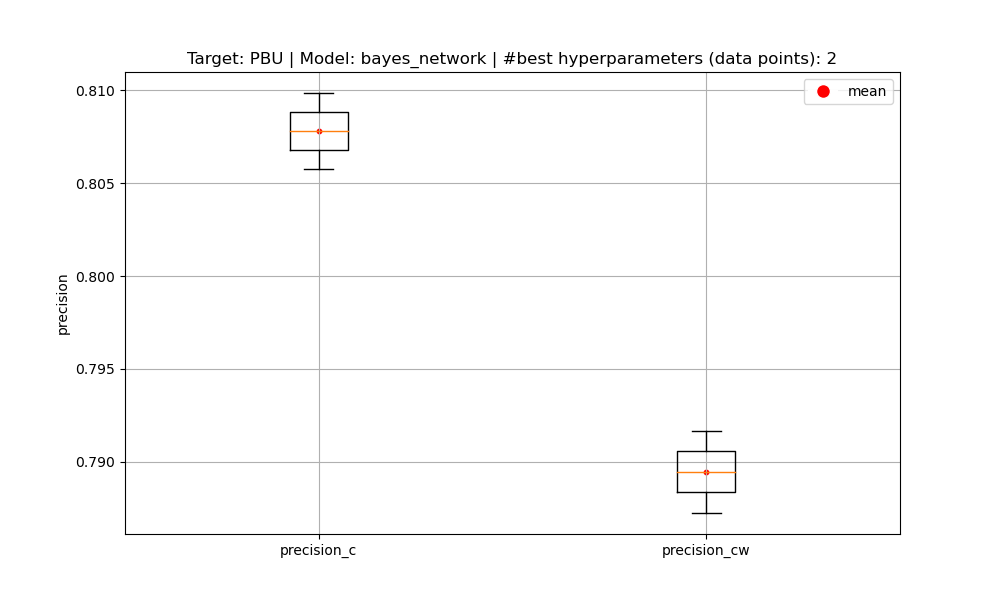 Target: PBU | Model: bayes_network | #best hyperparameters (data points): 2
mean
0.810
0.805
0.800
0.795
0.790
precision
precision_c
precision_cw